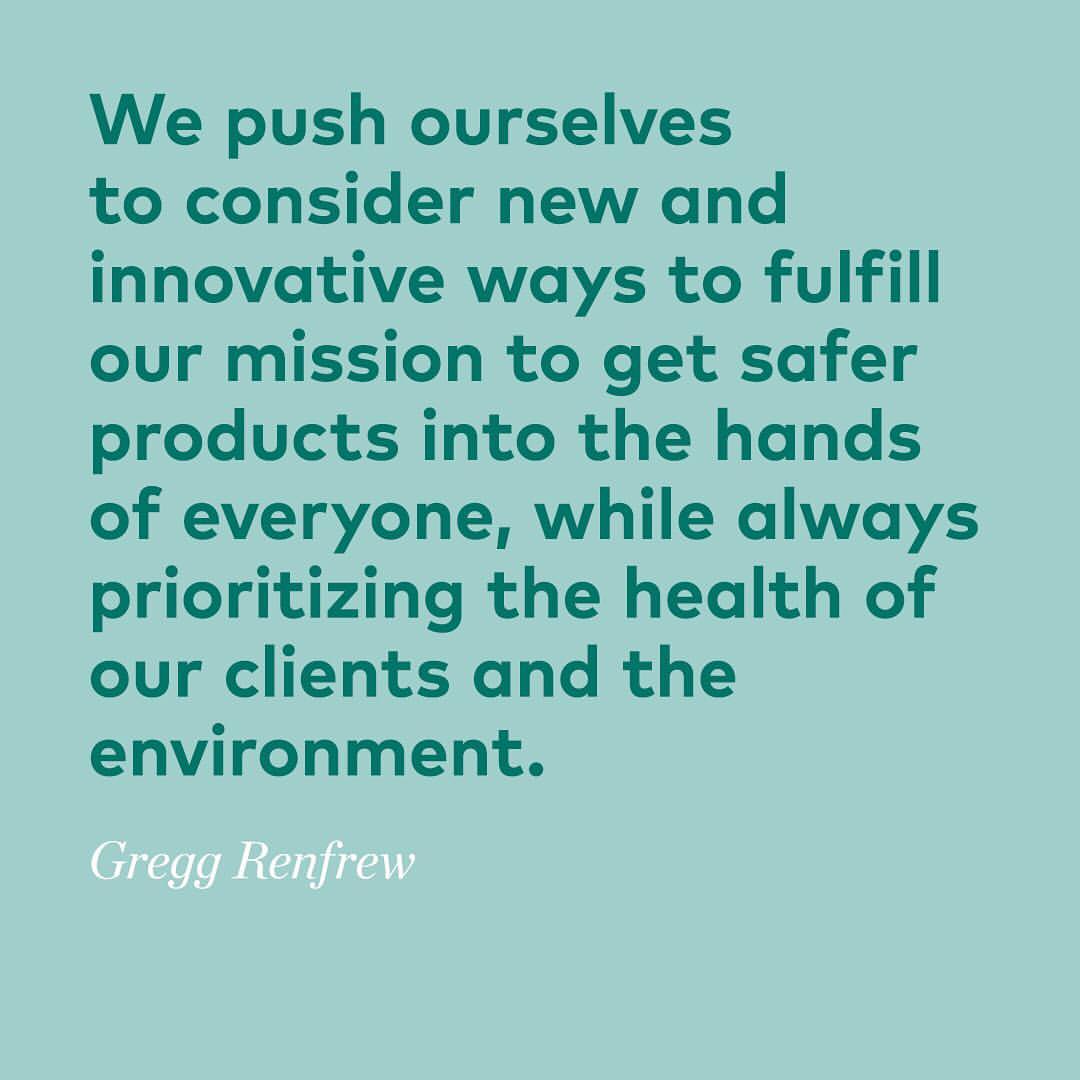 We push ourselves
to consider new and
innovative ways to fulfill
our mission to get safer
products into the hands
of everyone, while always
prioritizing the health of
our clients and the
environment.
Gregg Renfrew